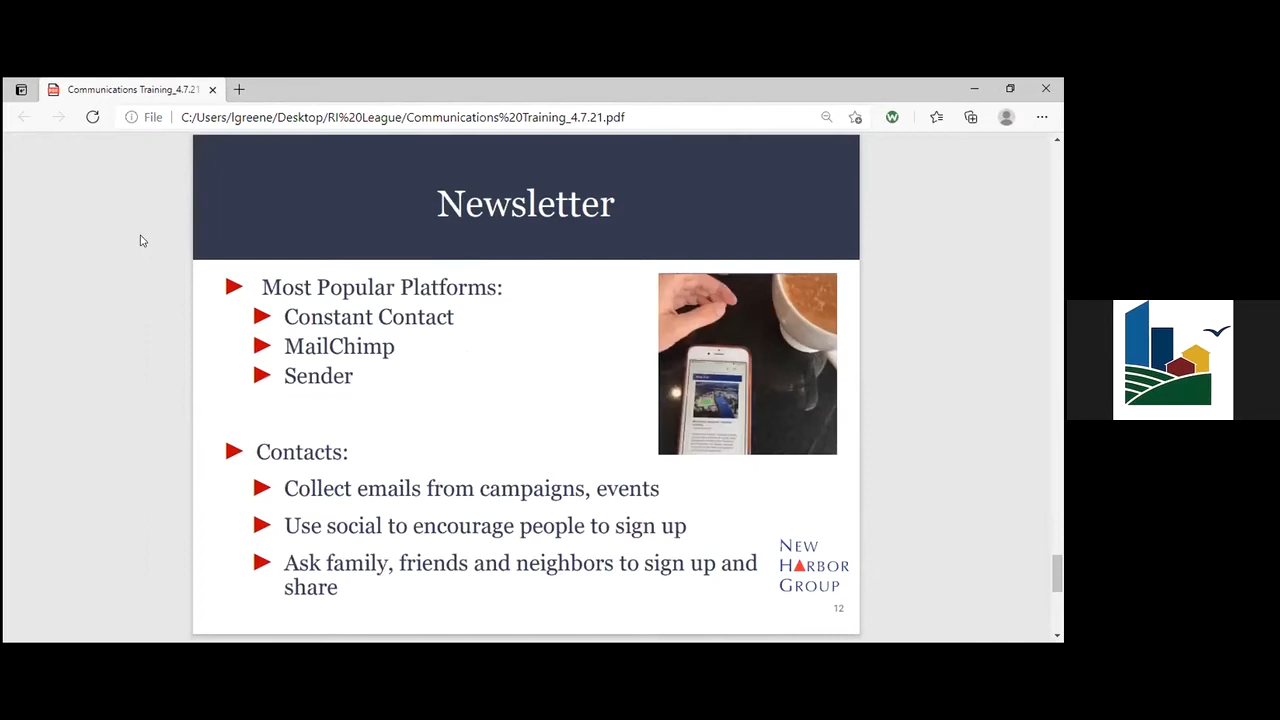 Communications Training_4.7.21
File
C:/Users/lgreene/Desktop/RI%20League/Communications%20Training_4.7.21.pdf
Newsletter
Most Popular Platforms:
Constant Contact
MailChimp
Sender
Contacts:
Collect emails from campaigns, events
Use social to encourage people to sign up
Ask family, friends and neighbors to sign up and
share
NEW
HARBOR
GROUP
12